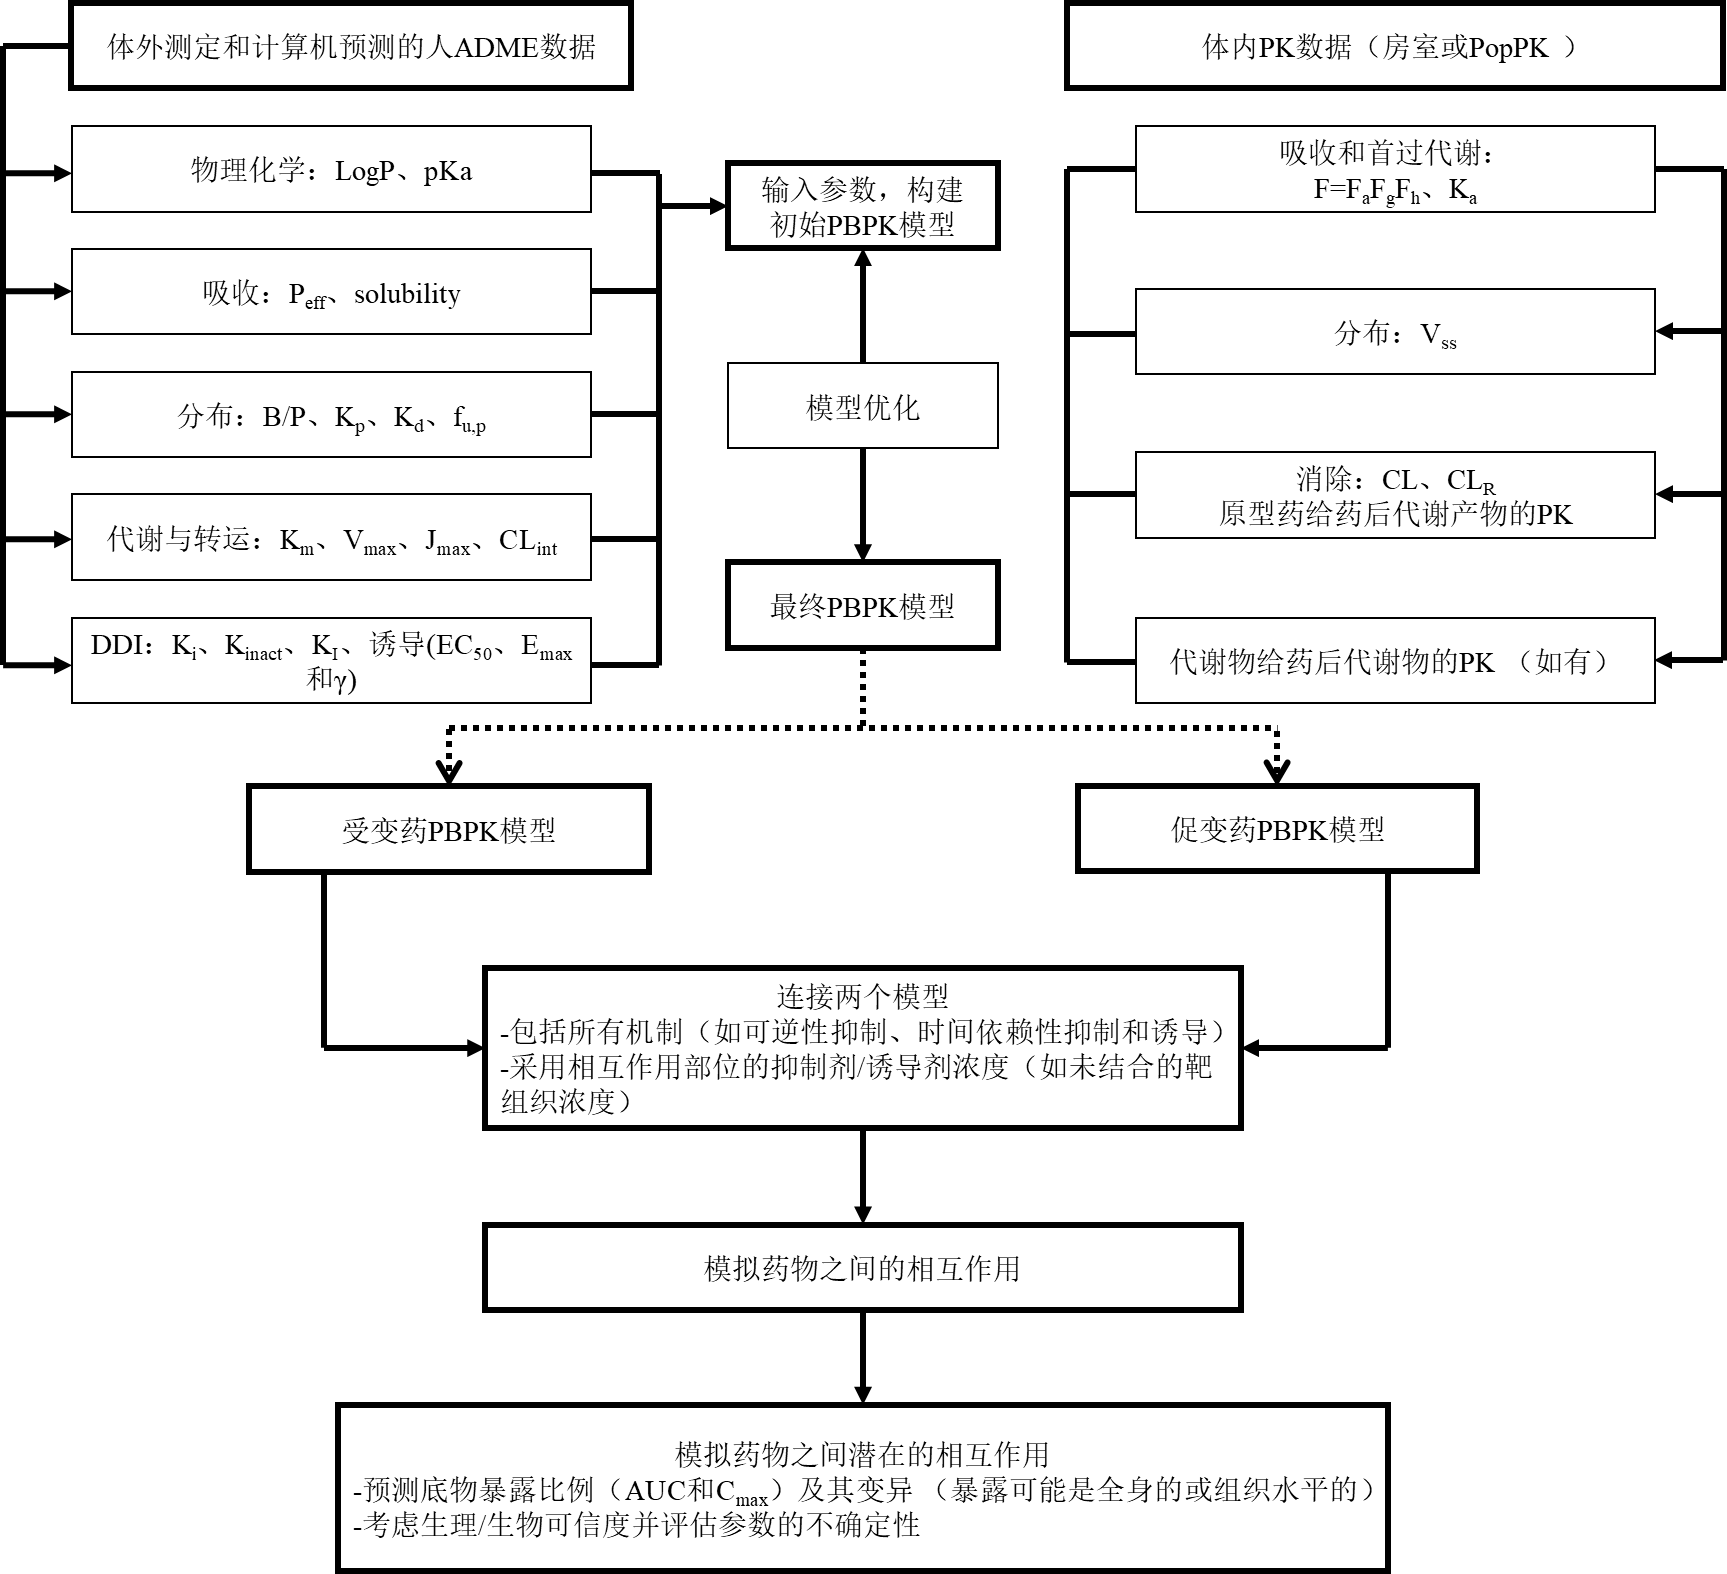 体外测定和计算机预测的人ADME数据
物理化学：LogP、pKa
吸收：Peff、solubility
分布：B/P、Kp、Kd、fu,p
代谢与转运：Km、Vmax、Jmax、CLint
DDI：Ki、Kinact、KI、诱导(EC50、Emax
和γ)
输入参数，构建
初始PBPK模型
模型优化
最终PBPK模型
体内PK数据（房室或PopPK ）
吸收和首过代谢：
F=FaFgFh、Ka
分布：Vss
消除：CL、CLR
原型药给药后代谢产物的PK
代谢物给药后代谢物的PK （如有）
受变药PBPK模型
促变药PBPK模型
连接两个模型
-包括所有机制（如可逆性抑制、时间依赖性抑制和诱导）
-采用相互作用部位的抑制剂/诱导剂浓度（如未结合的靶
组织浓度）
模拟药物之间的相互作用
模拟药物之间潜在的相互作用
-预测底物暴露比例（AUC和Cmax）及其变异 （暴露可能是全身的或组织水平的）
-考虑生理/生物可信度并评估参数的不确定性